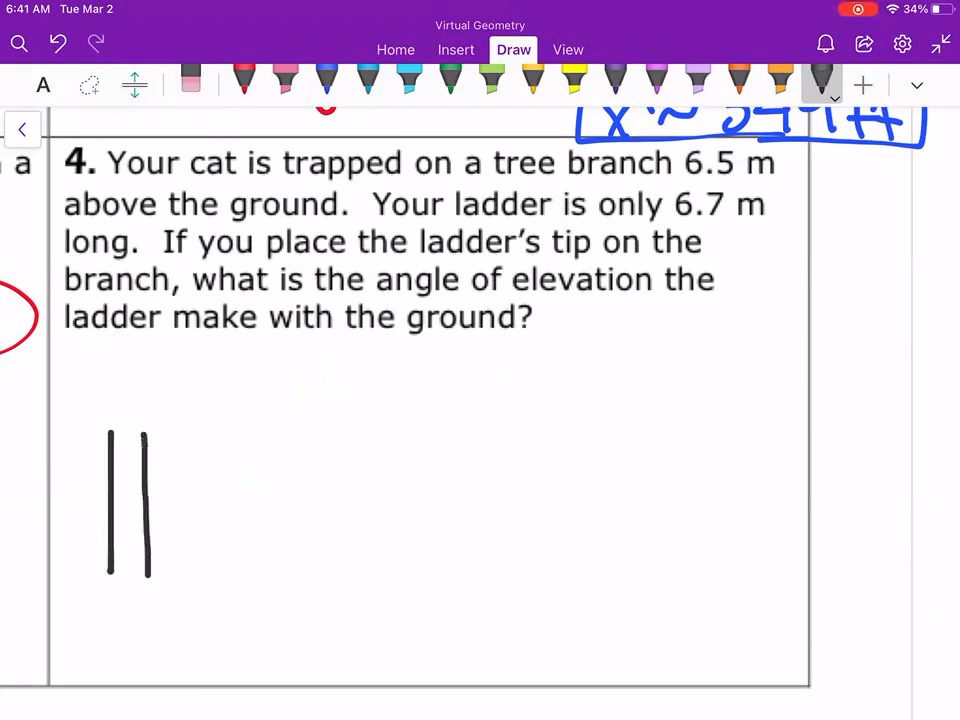 6:41 AM Tue Mar 2
34%
Virtual Geometry
Home Insert Draw View
A
a
4. Your cat is trapped on a tree branch 6.5 m
above the ground. Your ladder is only 6.7 m
long. If you place the ladder's tip on the
branch, what is the angle of elevation the
ladder make with the ground?